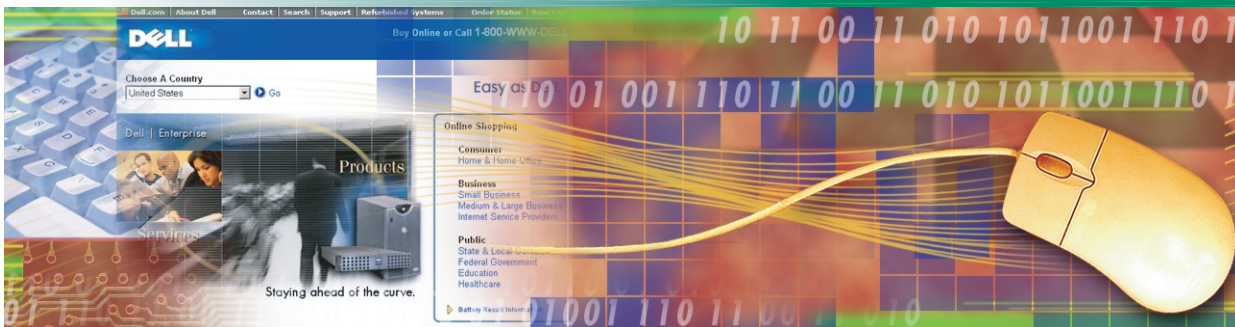 Dell.com About Dell Contact Search Support Refurbished Systems Order Status
DELL
Buy Online or Call 1-800-WWW-DELL
10 11 00 11 010 1011001 110 1
Choose A Country
United States
Go
Easy as
10 01 001 110 11 00 11 010 1011001 110 1
Dell | Enterprise
Online Shopping
Consumer
Home & Home Office
Products
Business
Small Business
Medium & Large Business
Internet Service Providers
Services
Public
State & Local
Federal Government
Education
Healthcare
Staying ahead of the curve.
Battery Recall Information
01001 110 11 00